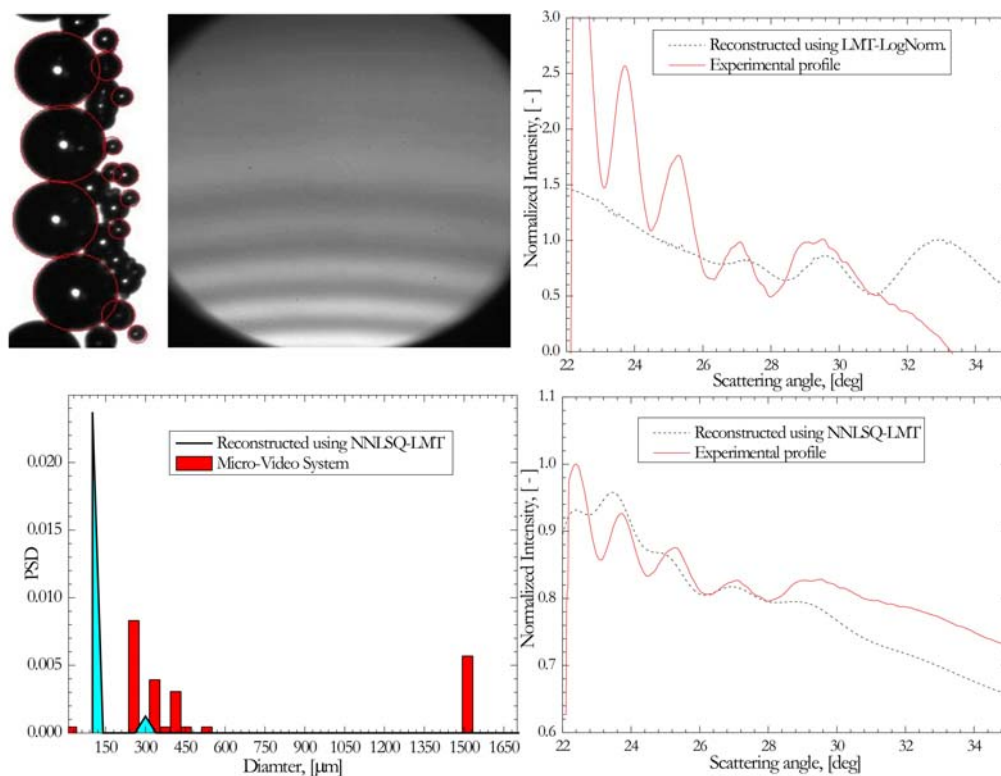 3.0
2.5
2.0
1.5
1.0
0.5
0.0
Normalized Intensity, [ - ]
Reconstructed using LMT-LogNorm.
Experimental profile
22 24 26 28 30 32 34
Scattering angle, [deg]
0.020
0.015
0.010
0.005
0.000
PSD
Reconstructed using NNLSQ-LMT
Micro-Video System
150 300 450 600 750 900 1050 1200 1350 1500 1650
Diamter, [µm]
1.1
1.0
0.9
0.8
0.7
0.6
Normalized Intensity, [ - ]
Reconstructed using NNLSQ-LMT
Experimental profile
22 24 26 28 30 32 34
Scattering angle, [deg]